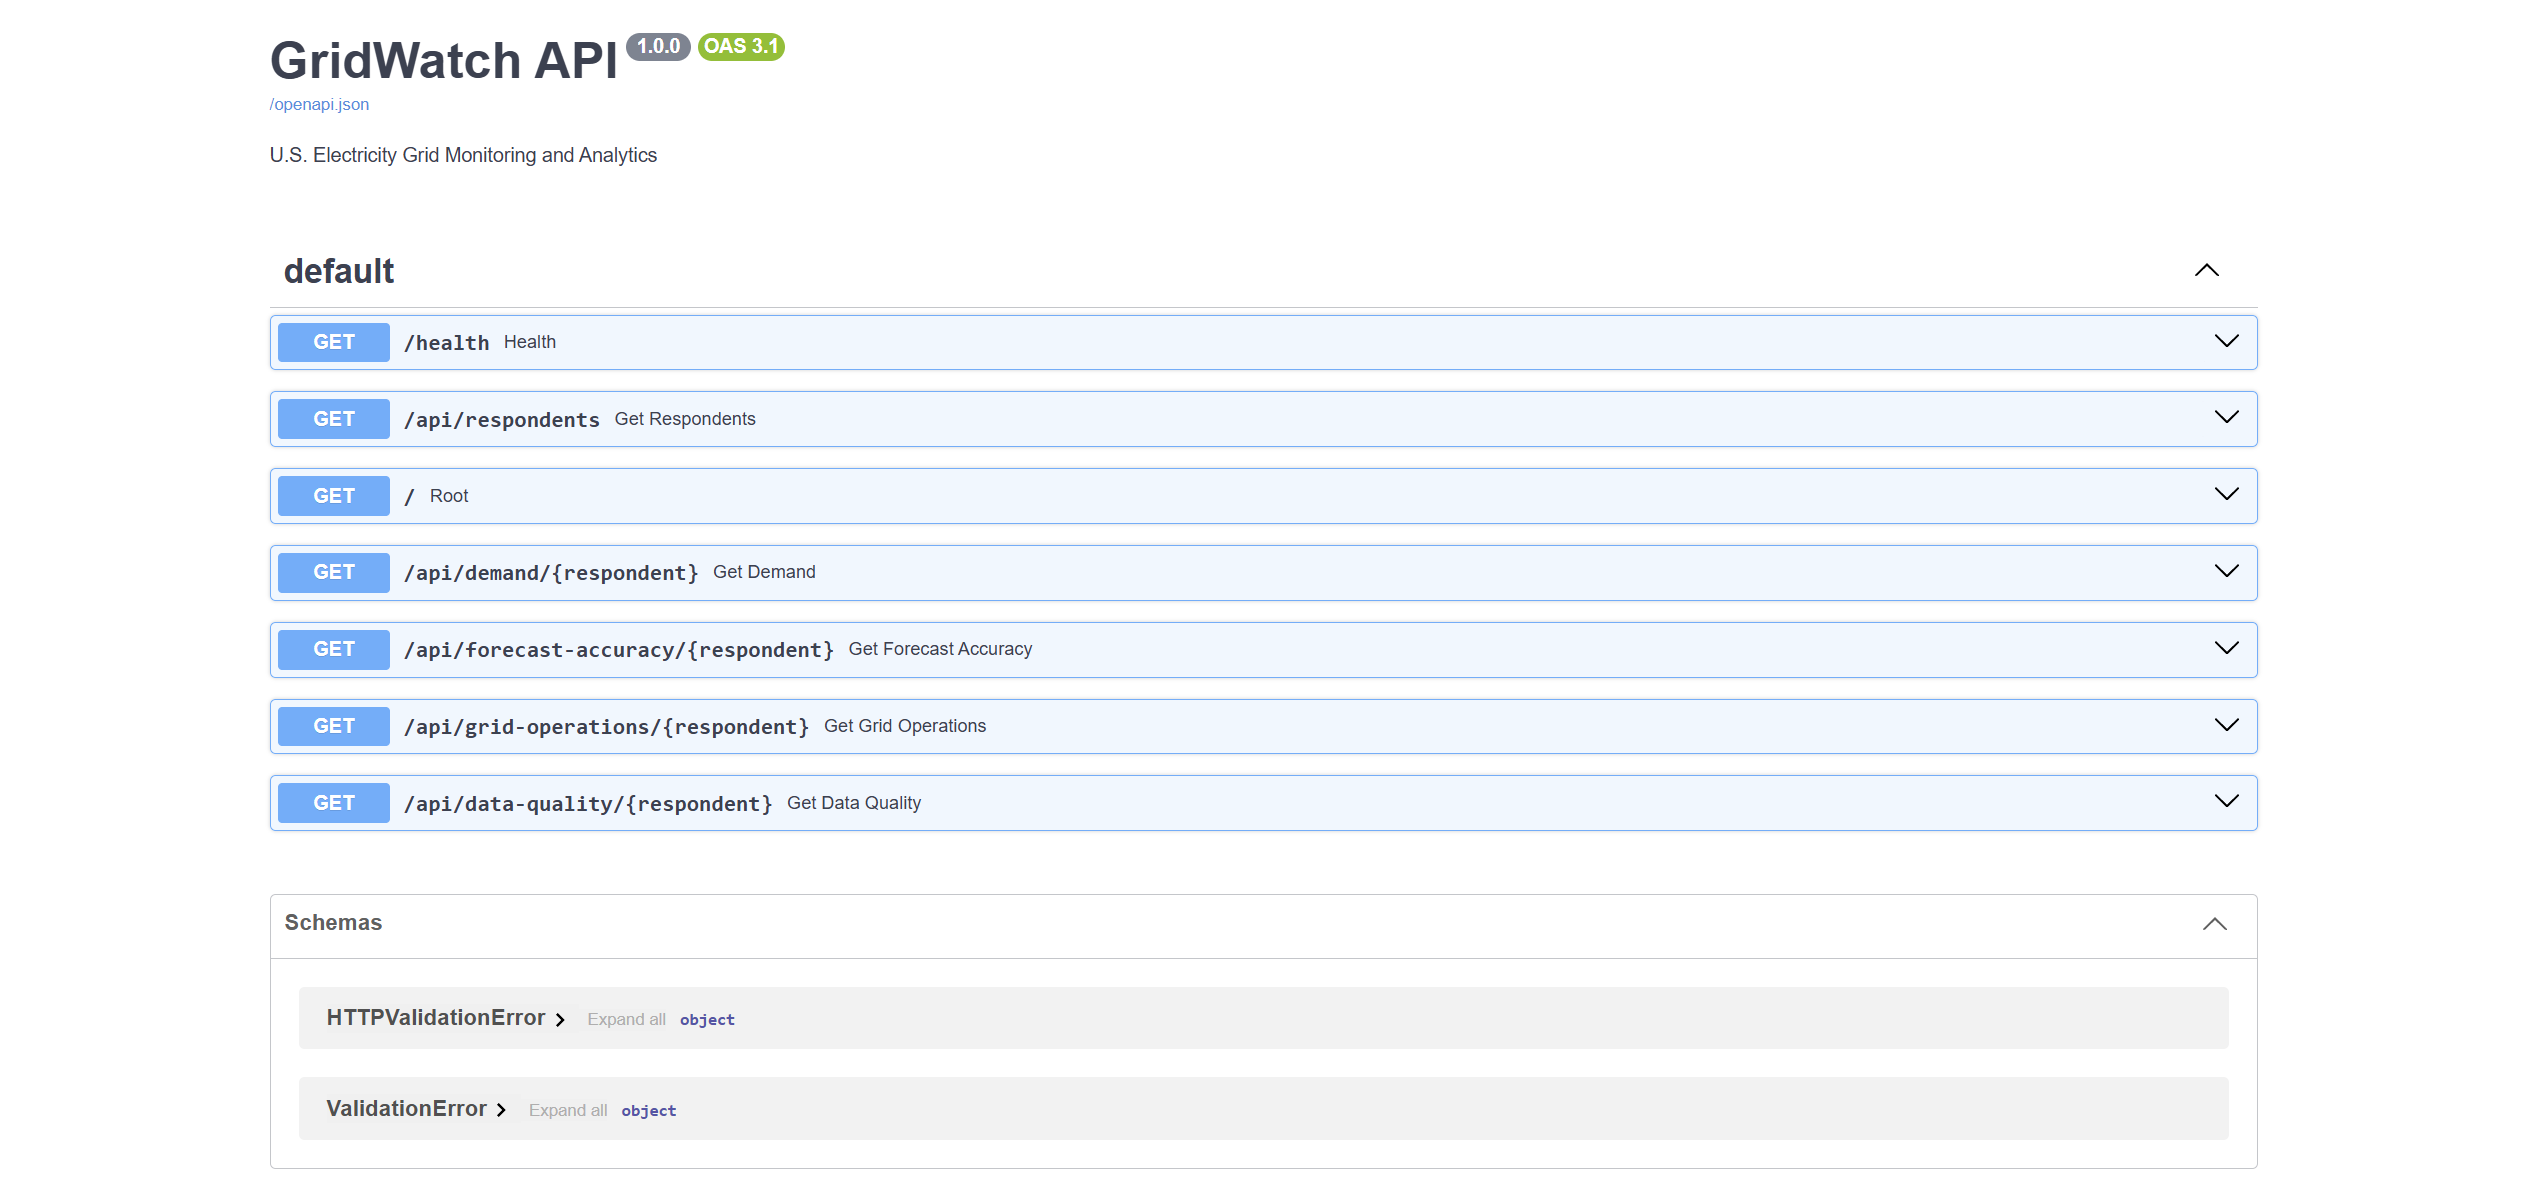 GridWatch API 1.0.0 OAS 3.1
/openapi.json
U.S. Electricity Grid Monitoring and Analytics
default
GET /health Health
GET /api/respondents Get Respondents
GET / Root
GET /api/demand/{respondent} Get Demand
GET /api/forecast-accuracy/{respondent} Get Forecast Accuracy
GET /api/grid-operations/{respondent} Get Grid Operations
GET /api/data-quality/{respondent} Get Data Quality
Schemas
HTTPValidationError Expand all object
ValidationError Expand all object